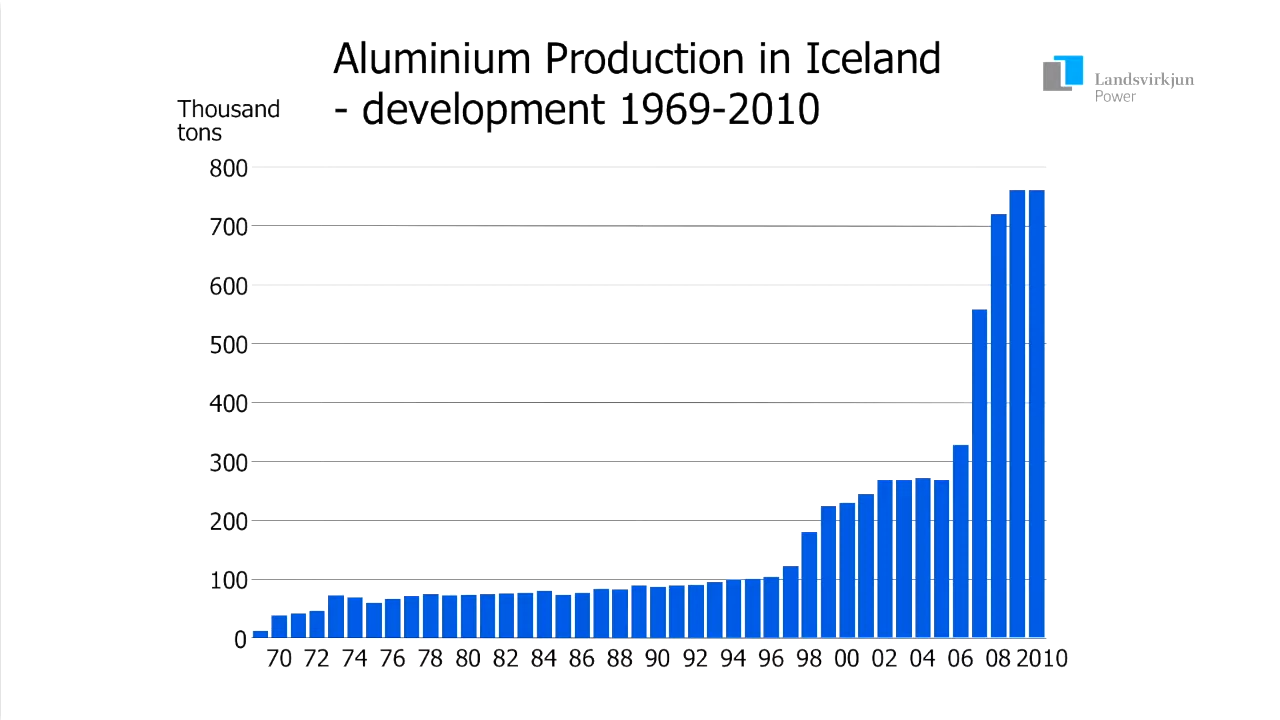 Aluminium Production in Iceland
- development 1969-2010
Landsvirkjun
Power
Thousand
tons
800
700
600
500
400
300
200
100
0
70 72 74 76 78 80 82 84 86 88 90 92 94 96 98 00 02 04 06 08 2010